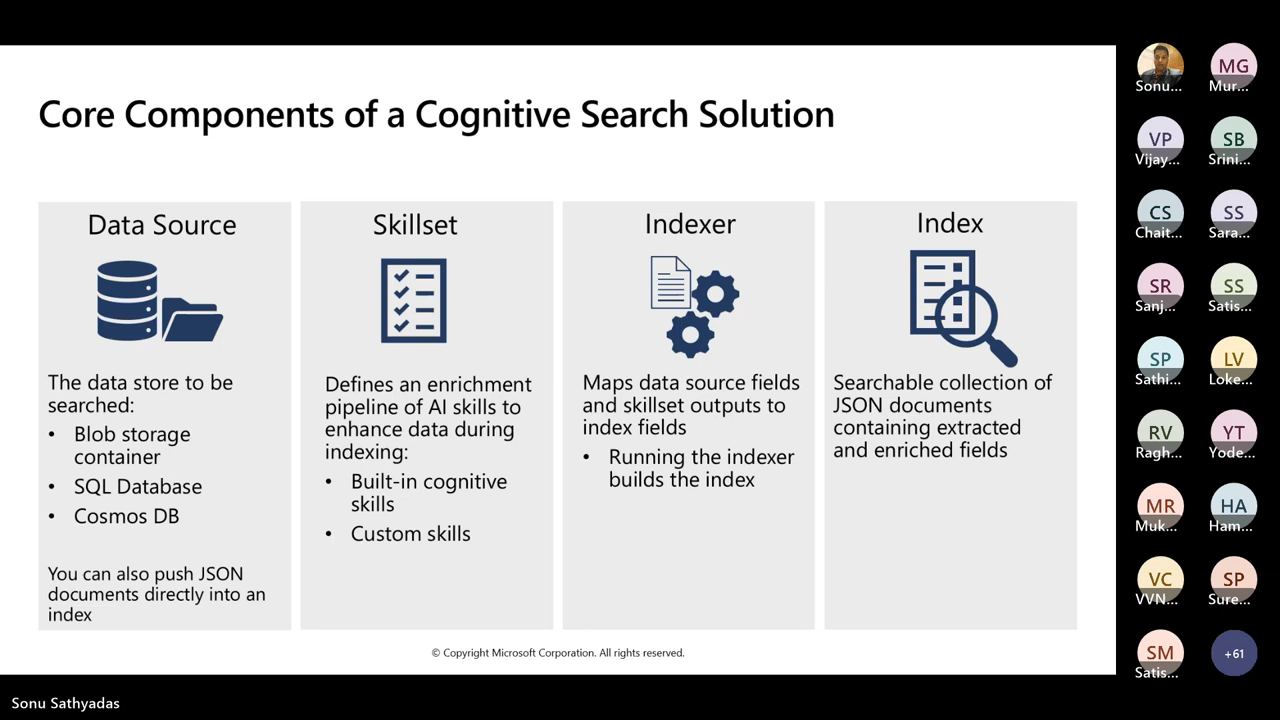 Core Components of a Cognitive Search Solution
Data Source
The data store to be
searched:
• Blob storage
container
• SQL Database
• Cosmos DB
You can also push JSON
documents directly into an
index
Skillset
Defines an enrichment
pipeline of AI skills to
enhance data during
indexing:
• Built-in cognitive
skills
• Custom skills
Indexer
Maps data source fields
and skillset outputs to
index fields
• Running the indexer
builds the index
Index
Searchable collection of
JSON documents
containing extracted
and enriched fields
© Copyright Microsoft Corporation. All rights reserved.
Sonu...
MG
Mur...
VP
Vijay...
SB
Srini...
CS
Chait...
SS
Sara...
SR
Sanj...
SS
Satis...
SP
Sathi...
LV
Loke...
RV
Ragh...
YT
Yode...
MR
Muk...
HA
Ham...
VC
VVN...
SP
Sure...
SM
Satis...
+61
Sonu Sathyadas